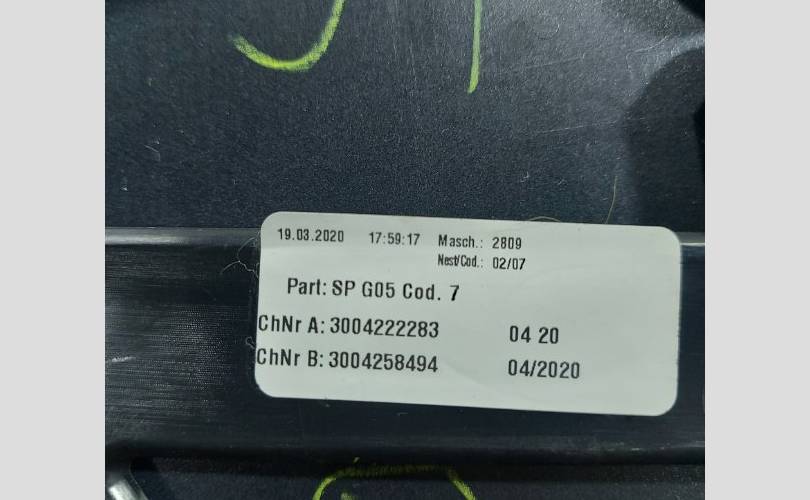 19.03.2020 17:59:17 Masch.: 2809
Nest/Cod.: 02/07
Part: SP G05 Cod. 7
ChNr A: 3004222283 04 20
ChNr B: 3004258494 04/2020